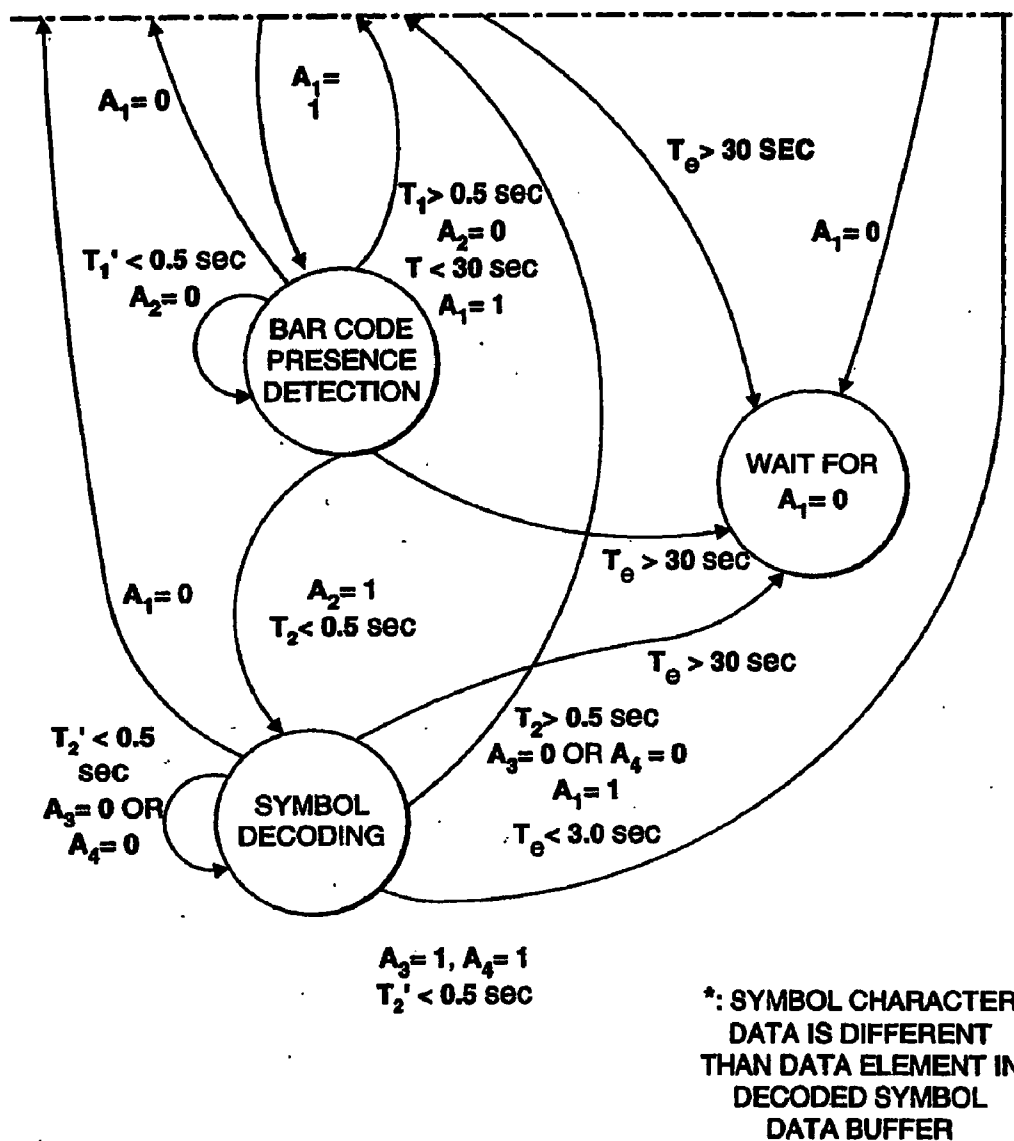 A₁= 0
A₁=
1
Tₑ> 30 SEC
A₁= 0
T₁> 0.5 sec
A₂= 0
T < 30 sec
A₁= 1
T₁' < 0.5 sec
A₂= 0
BAR CODE
PRESENCE
DETECTION
WAIT FOR
A₁= 0
Tₑ > 30 sec
A₁= 0
A₂= 1
T₂< 0.5 sec
Tₑ > 30 sec
T₂' < 0.5
sec
A₃= 0 OR
A₄= 0
SYMBOL
DECODING
T₂> 0.5 sec
A₃= 0 OR A₄ = 0
A₁= 1
Tₑ< 3.0 sec
A₃= 1, A₄= 1
T₂' < 0.5 sec
*: SYMBOL CHARACTER
DATA IS DIFFERENT
THAN DATA ELEMENT IN
DECODED SYMBOL
DATA BUFFER